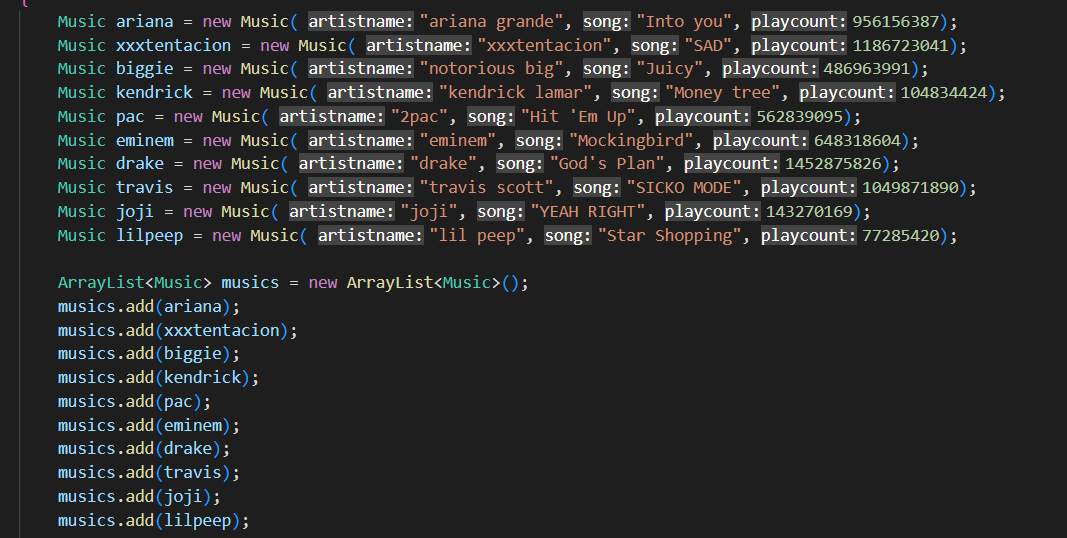 {
Music ariana = new Music( artistname: "ariana grande", song: "Into you", playcount: 956156387);
Music xxxtentacion = new Music( artistname: "xxxtentacion", song: "SAD", playcount: 1186723041);
Music biggie = new Music( artistname: "notorious big", song: "Juicy", playcount: 486963991);
Music kendrick = new Music( artistname: "kendrick lamar", song: "Money tree", playcount: 104834424);
Music pac = new Music( artistname: "2pac", song: "Hit 'Em Up", playcount: 562839095);
Music eminem = new Music( artistname: "eminem", song: "Mockingbird", playcount: 648318604);
Music drake = new Music( artistname: "drake", song: "God's Plan", playcount: 1452875826);
Music travis = new Music( artistname: "travis scott", song: "SICKO MODE", playcount: 1049871890);
Music joji = new Music( artistname: "joji", song: "YEAH RIGHT", playcount: 143270169);
Music lilpeep = new Music( artistname: "lil peep", song: "Star Shopping", playcount: 77285420);
ArrayList<Music> musics = new ArrayList<Music>();
musics.add(ariana);
musics.add(xxxtentacion);
musics.add(biggie);
musics.add(kendrick);
musics.add(pac);
musics.add(eminem);
musics.add(drake);
musics.add(travis);
musics.add(joji);
musics.add(lilpeep);